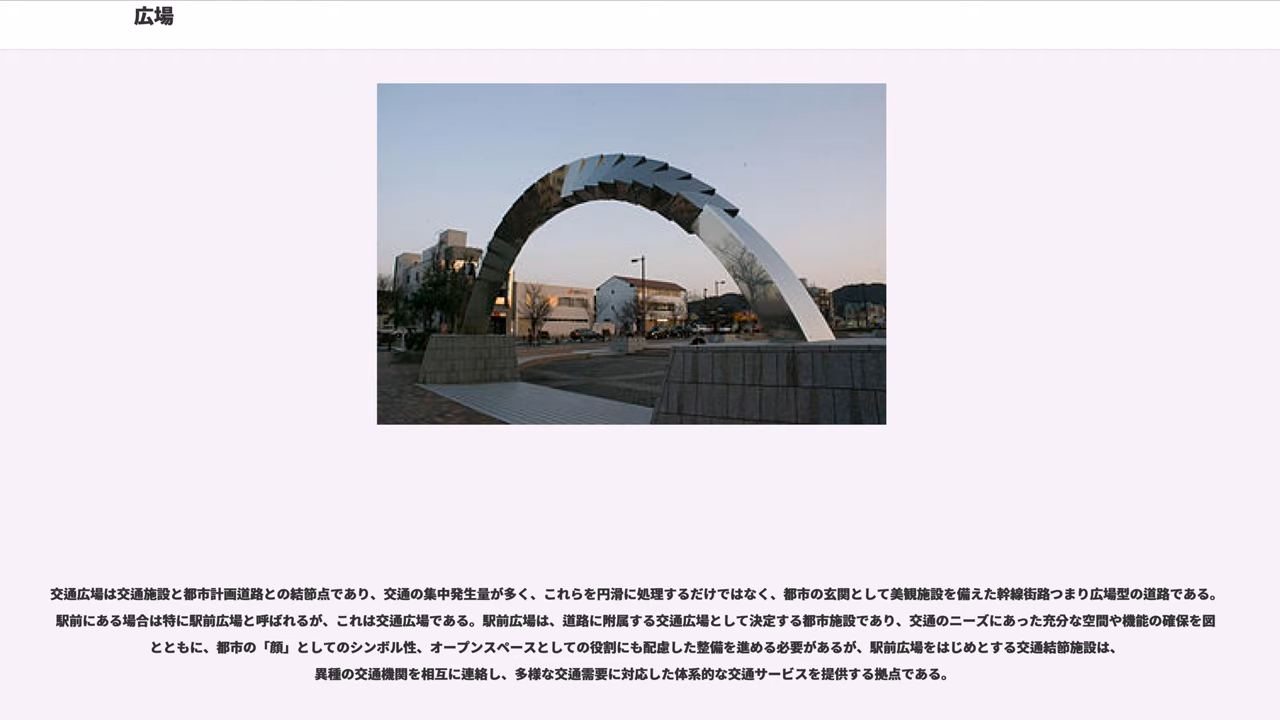 広場
交通広場は交通施設と都市計画道路との結節点であり、交通の集中発生量が多く、これらを円滑に処理するだけではなく、都市の玄関として美観施設を備えた幹線街路つまり広場型の道路である。
駅前にある場合は特に駅前広場と呼ばれるが、これは交通広場である。駅前広場は、道路に附属する交通広場として決定する都市施設であり、交通のニーズにあった充分な空間や機能の確保を図
とともに、都市の「顔」としてのシンボル性、オープンスペースとしての役割にも配慮した整備を進める必要があるが、駅前広場をはじめとする交通結節施設は、
異種の交通機関を相互に連絡し、多様な交通需要に対応した体系的な交通サービスを提供する拠点である。